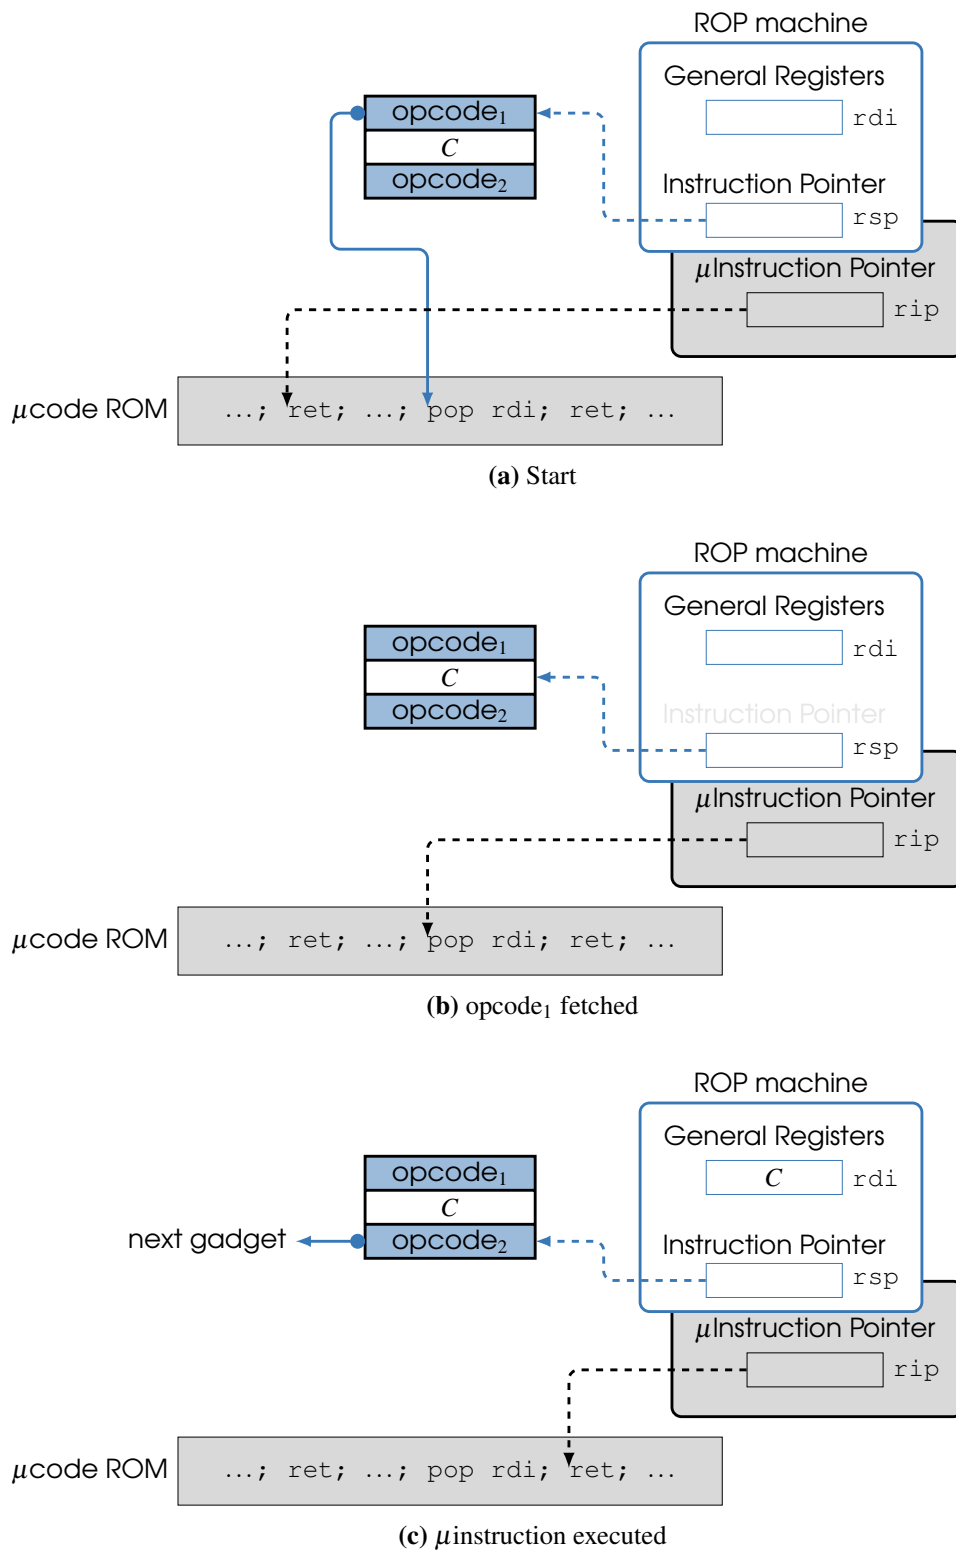 ROP machine
General Registers
rdi
opcode₁
C
opcode₂
Instruction Pointer
rsp
μInstruction Pointer
rip
μcode ROM
...; ret; ...; pop rdi; ret; ...
(a) Start
ROP machine
General Registers
rdi
opcode₁
C
opcode₂
Instruction Pointer
rsp
μInstruction Pointer
rip
μcode ROM
...; ret; ...; pop rdi; ret; ...
(b) opcode₁ fetched
ROP machine
General Registers
C rdi
opcode₁
C
next gadget opcode₂
Instruction Pointer
rsp
μInstruction Pointer
rip
μcode ROM
...; ret; ...; pop rdi; ret; ...
(c) μinstruction executed